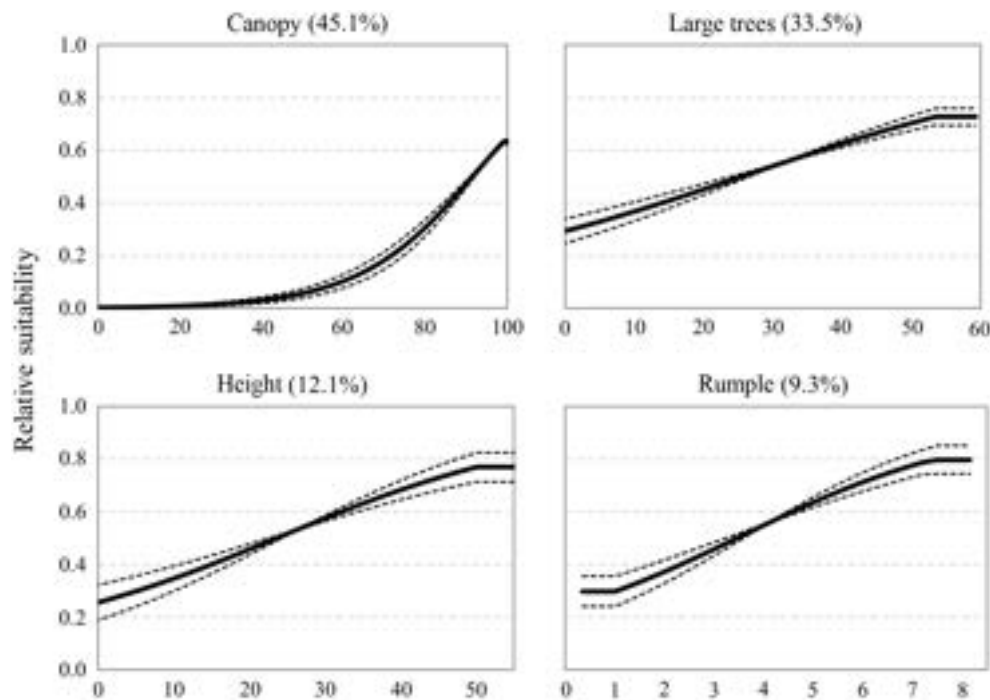 Canopy (45.1%)
Large trees (33.5%)
1.0
0.8
0.6
0.4
0.2
0.0
0 20 40 60 80 100
0 10 20 30 40 50 60
Relative suitability
Height (12.1%)
Rumple (9.3%)
1.0
0.8
0.6
0.4
0.2
0.0
0 10 20 30 40 50
0 1 2 3 4 5 6 7 8